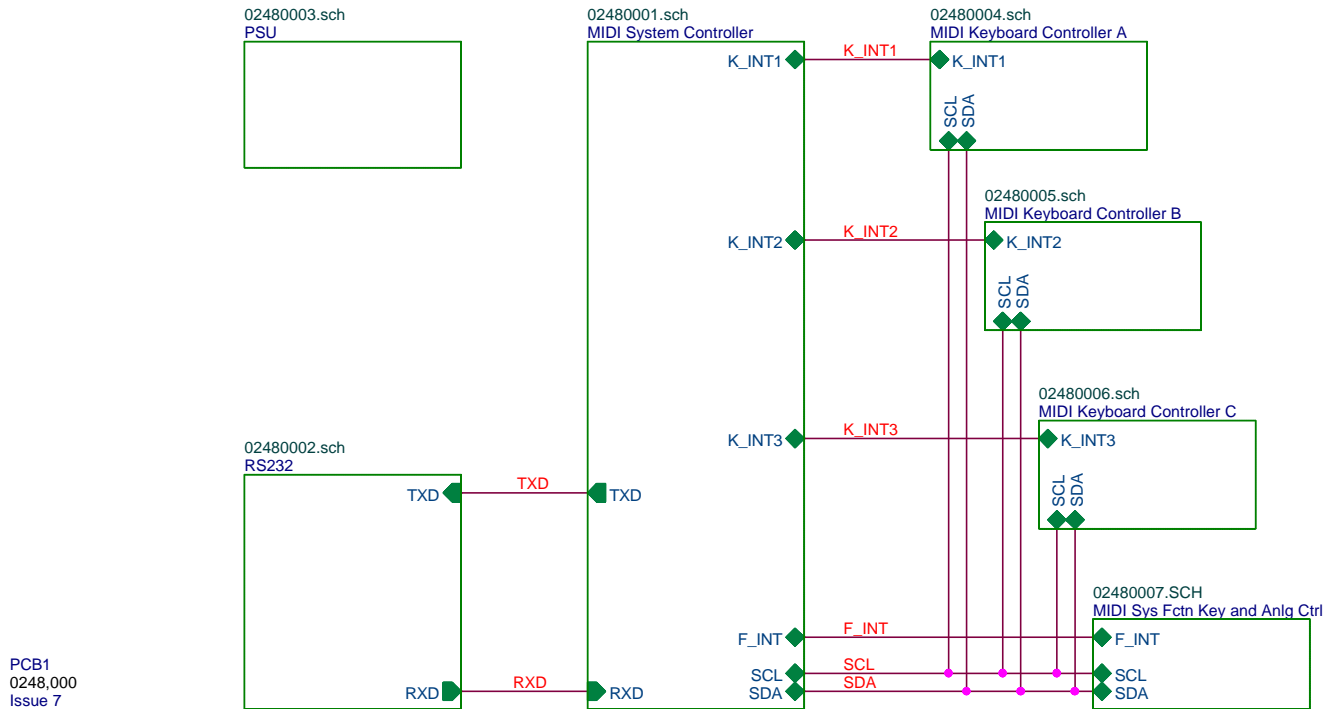 02480003.sch
PSU
02480001.sch
MIDI System Controller
02480004.sch
MIDI Keyboard Controller A
K_INT1
K_INT1
K_INT1
SCL
SDA
02480005.sch
MIDI Keyboard Controller B
K_INT2
K_INT2
K_INT2
SCL
SDA
02480006.sch
MIDI Keyboard Controller C
K_INT3
K_INT3
K_INT3
SCL
SDA
02480002.sch
RS232
TXD
TXD
TXD
02480007.SCH
MIDI Sys Fctn Key and Anlg Ctrl
F_INT
F_INT
F_INT
SCL
SCL
SCL
SDA
SDA
SDA
RXD
RXD
RXD
PCB1
0248,000
Issue 7